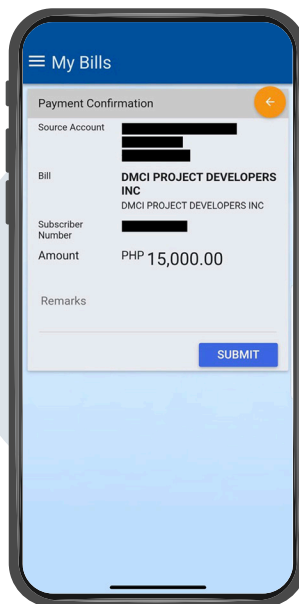 My Bills
Payment Confirmation
Source Account
Bill
DMCI PROJECT DEVELOPERS
INC
DMCI PROJECT DEVELOPERS INC
Subscriber
Number
Amount
PHP 15,000.00
Remarks
SUBMIT